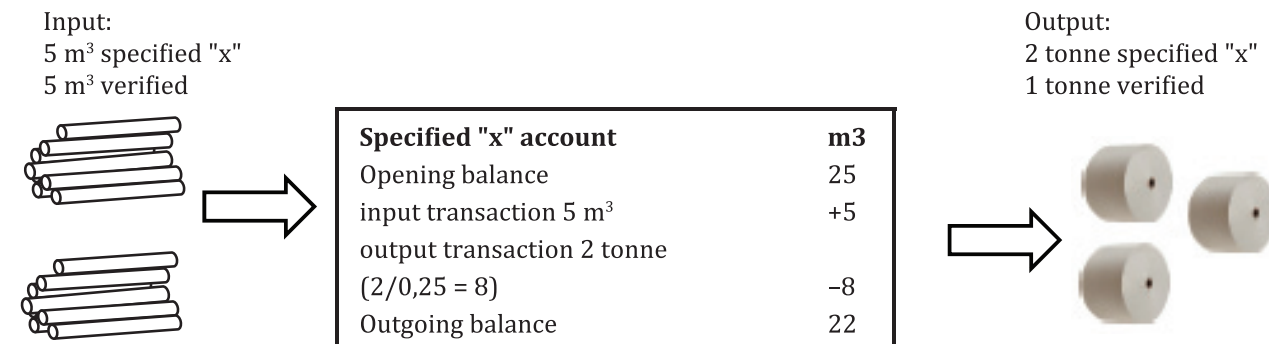 Input:
5 m³ specified "x"
5 m³ verified
Specified "x" account m3
Opening balance 25
input transaction 5 m³ +5
output transaction 2 tonne
(2/0,25 = 8) –8
Outgoing balance 22
Output:
2 tonne specified "x"
1 tonne verified